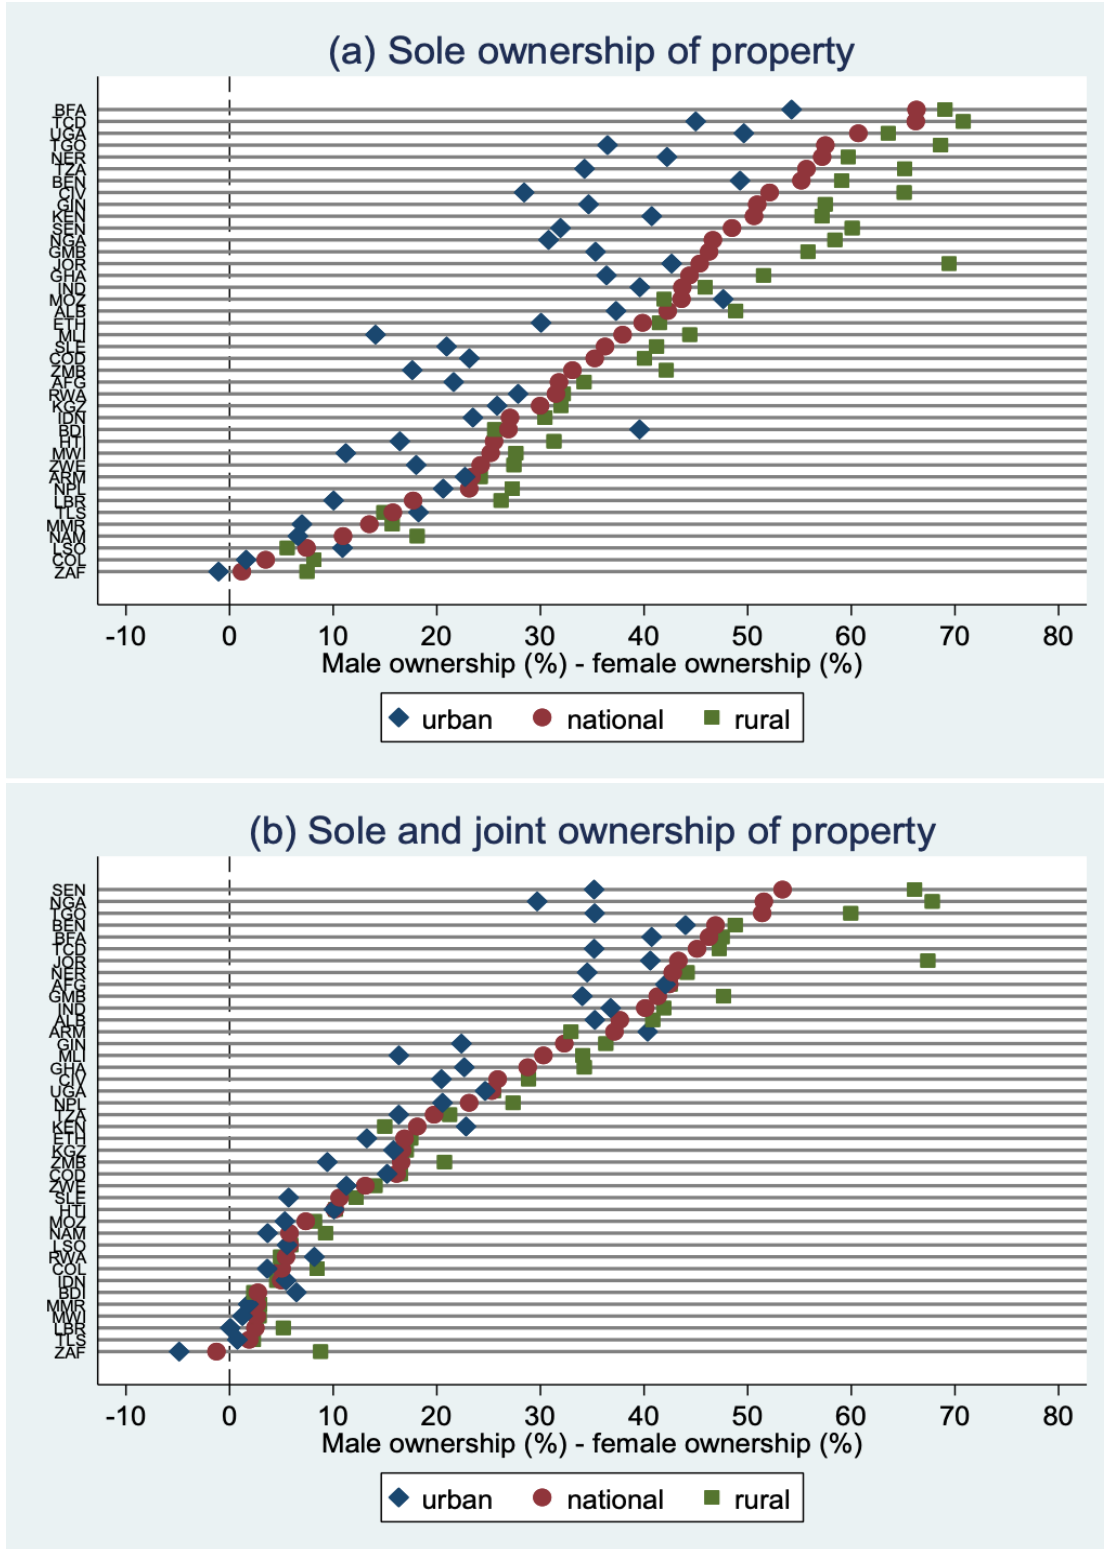 (a) Sole ownership of property
BFA
TCD
UGA
TGO
NER
TZA
BEN
CIV
GIN
KEN
SEN
NGA
GMB
JOR
GHA
IND
MOZ
ALB
ETH
MLI
SLE
COD
ZMB
AFG
RWA
KGZ
IDN
BDI
HTI
MWI
ZWE
ARM
NPL
LBR
TLS
MMR
NAM
LSO
COL
ZAF
-10 0 10 20 30 40 50 60 70 80
Male ownership (%) - female ownership (%)
urban national rural
(b) Sole and joint ownership of property
SEN
NGA
TGO
BEN
BFA
TCD
JOR
NER
AFG
GMB
IND
ALB
ARM
GIN
MLI
GHA
CIV
UGA
NPL
TZA
KEN
ETH
KGZ
ZMB
COD
ZWE
SLE
HTI
MOZ
NAM
LSO
RWA
COL
IDN
BDI
MMR
MWI
LBR
TLS
ZAF
-10 0 10 20 30 40 50 60 70 80
Male ownership (%) - female ownership (%)
urban national rural